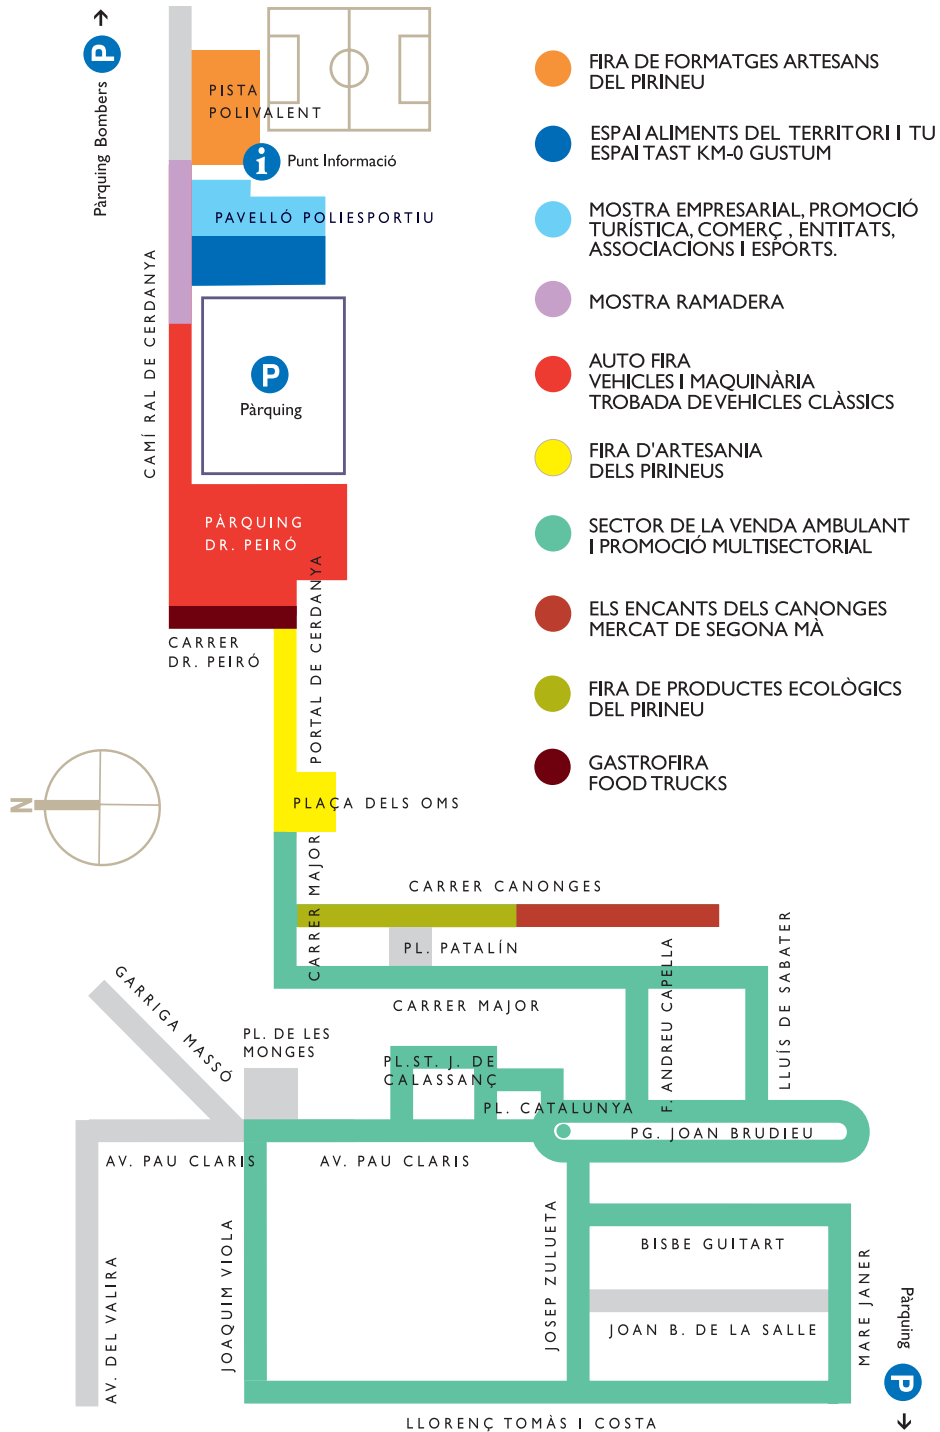 Pàrquing Bombers
P
PISTA
POLIVALENT
i
Punt Informació
PAVELLÓ POLIESPORTIU
CAMÍ RAL DE CERDANYA
P
Pàrquing
PÀRQUING
DR. PEIRÓ
CARRER
DR. PEIRÓ
PORTAL DE CERDANYA
PLAÇA DELS OMS
N
CARRER MAJOR
CARRER CANONGES
PL. PATALÍN
CARRER MAJOR
F. ANDREU CAPELLA
LLUÍS DE SABATER
GARRIGA MASSÓ
PL. DE LES
MONGES
PL.ST. J. DE
CALASSANÇ
PL. CATALUNYA
PG. JOAN BRUDIEU
AV. PAU CLARIS
AV. PAU CLARIS
AV. DEL VALIRA
JOAQUIM VIOLA
JOSEP ZULUETA
BISBE GUITART
JOAN B. DE LA SALLE
MARE JANER
Pàrquing
P
LLORENÇ TOMÀS I COSTA
FIRA DE FORMATGES ARTESANS
DEL PIRINEU
ESPAI ALIMENTS DEL TERRITORI I TU
ESPAI TAST KM-0 GUSTUM
MOSTRA EMPRESARIAL, PROMOCIÓ
TURÍSTICA, COMERÇ , ENTITATS,
ASSOCIACIONS I ESPORTS.
MOSTRA RAMADERA
AUTO FIRA
VEHICLES I MAQUINÀRIA
TROBADA DE VEHICLES CLÀSSICS
FIRA D'ARTESANIA
DELS PIRINEUS
SECTOR DE LA VENDA AMBULANT
I PROMOCIÓ MULTISECTORIAL
ELS ENCANTS DELS CANONGES
MERCAT DE SEGONA MÀ
FIRA DE PRODUCTES ECOLÒGICS
DEL PIRINEU
GASTROFIRA
FOOD TRUCKS